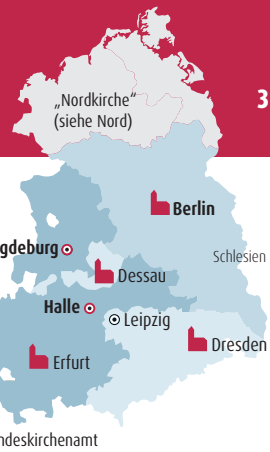 „Nordkirche“
(siehe Nord)
3
Berlin
Schlesien
gdeburg
Dessau
Halle
Leipzig
Dresden
Erfurt
ndeskirchenamt